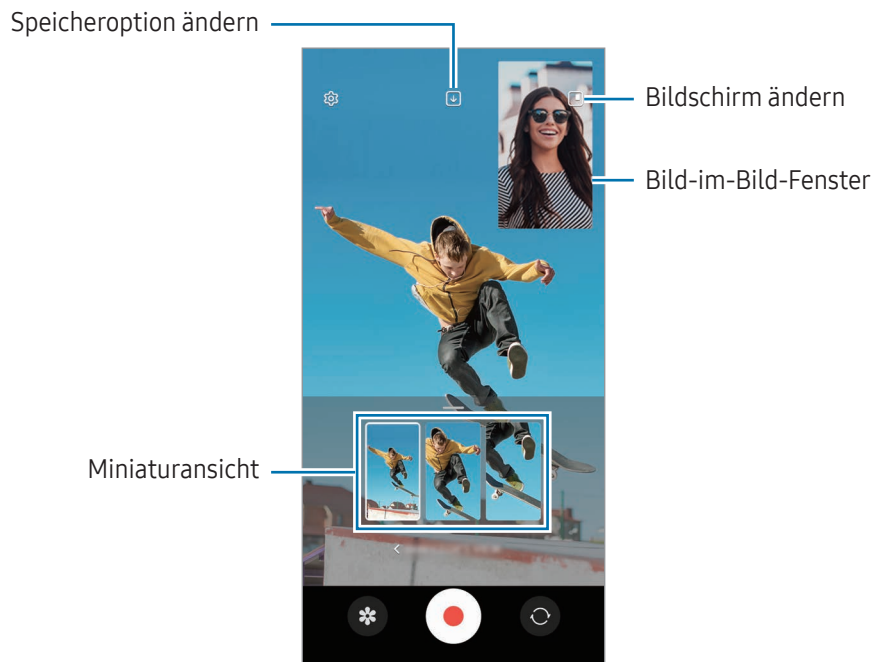 Speicheroption ändern
Bildschirm ändern
Bild-im-Bild-Fenster
Miniaturansicht